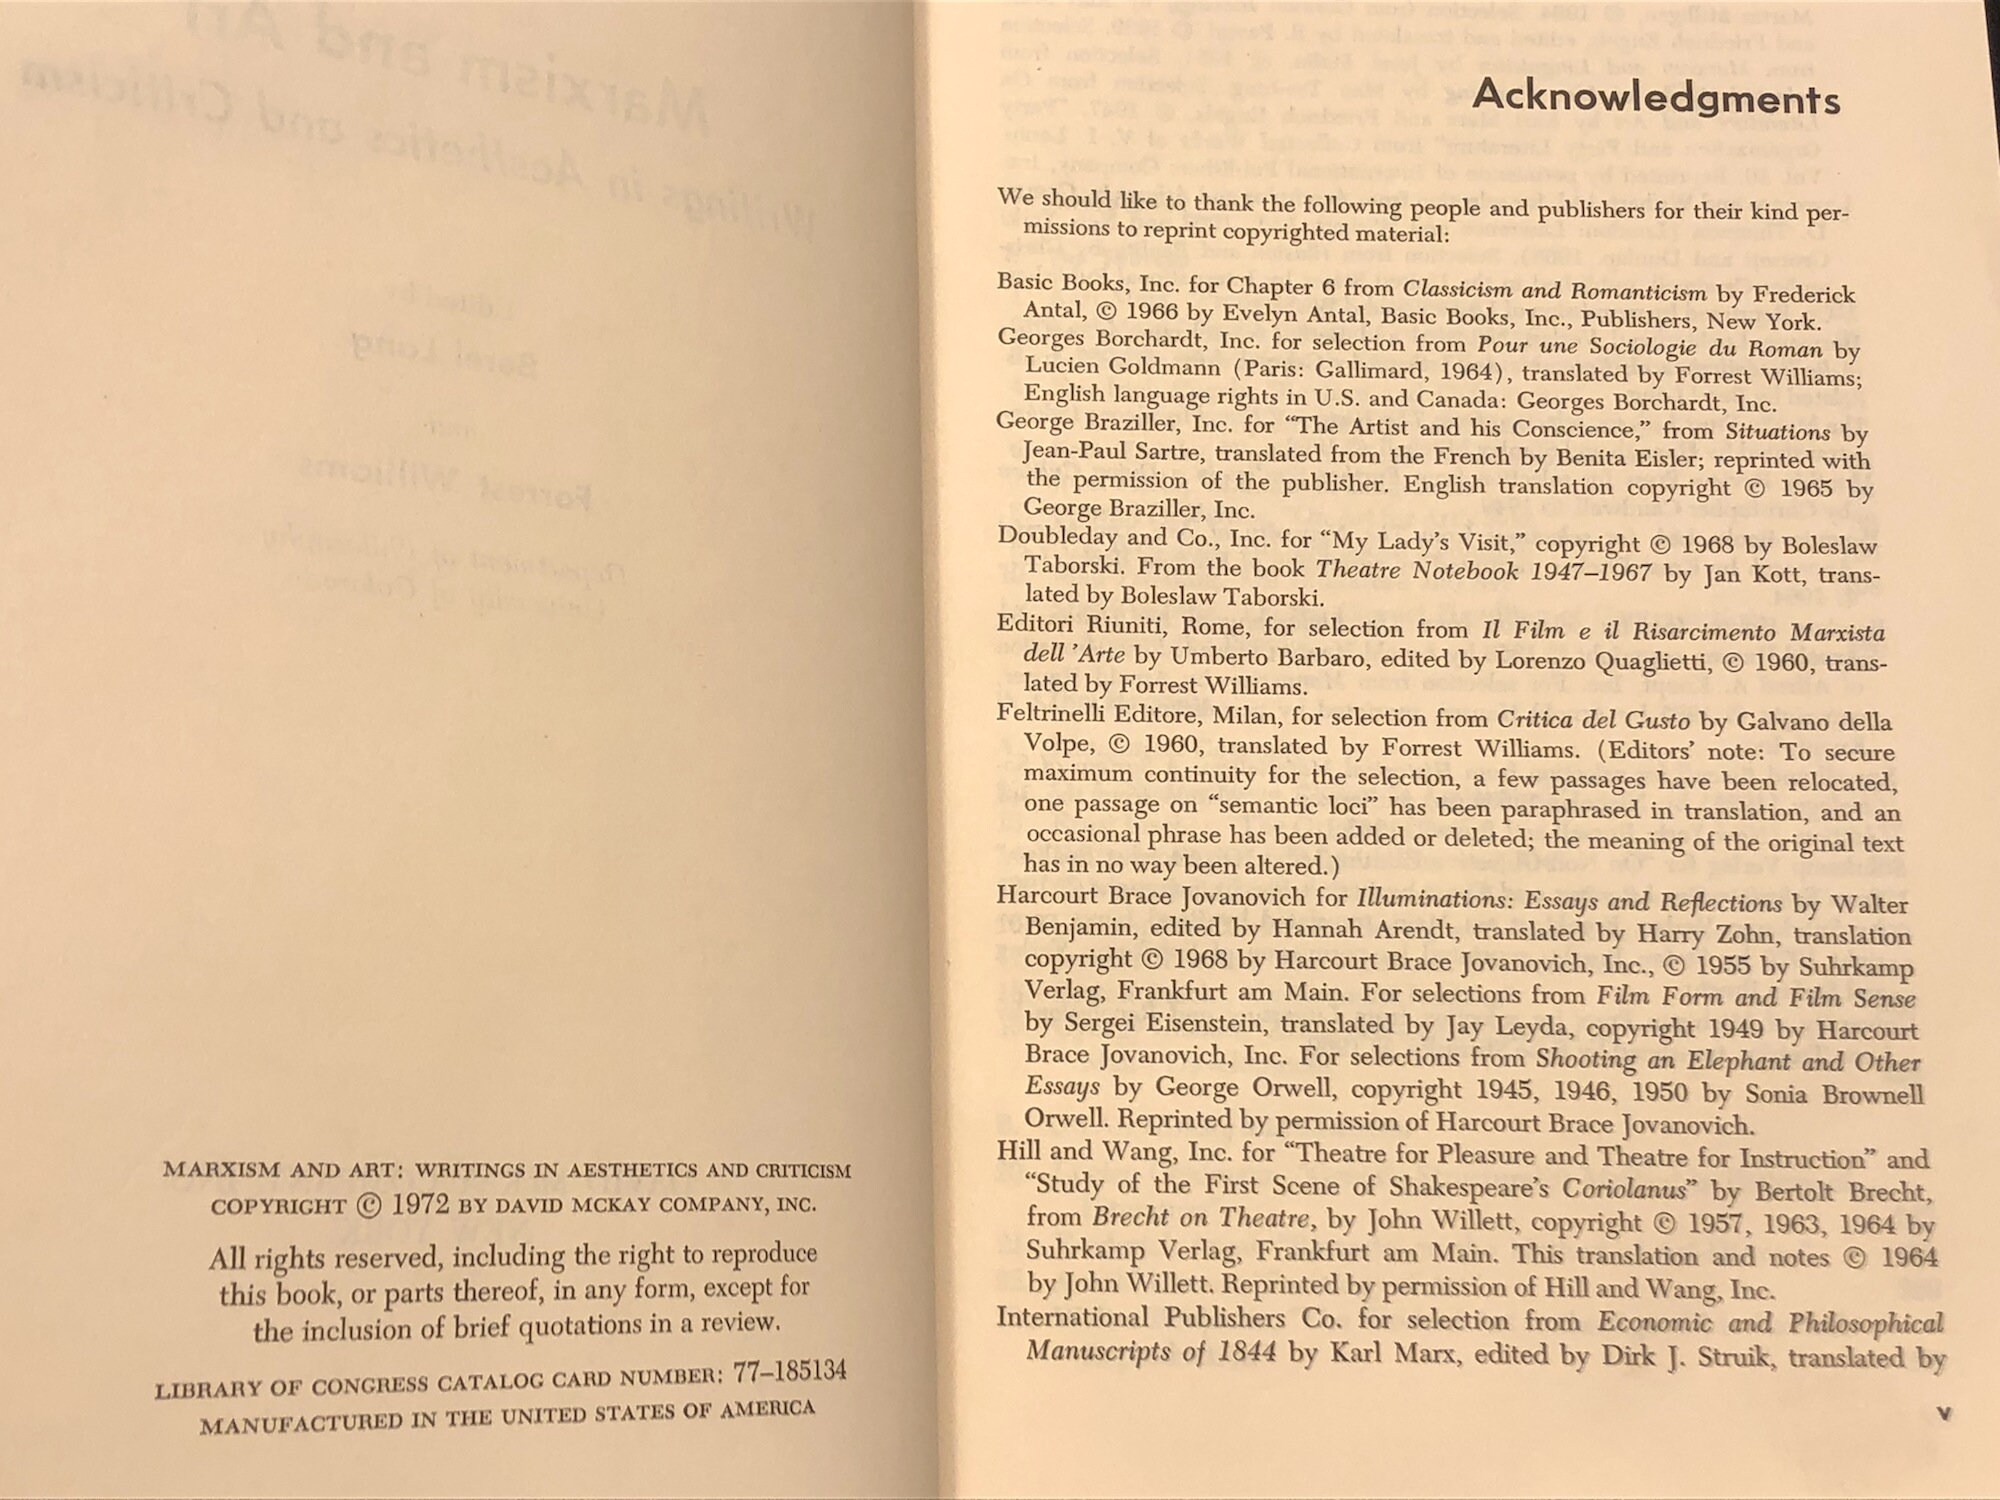 MARXISM AND ART: WRITINGS IN AESTHETICS AND CRITICISM
COPYRIGHT © 1972 BY DAVID MCKAY COMPANY, INC.
All rights reserved, including the right to reproduce
this book, or parts thereof, in any form, except for
the inclusion of brief quotations in a review.
LIBRARY OF CONGRESS CATALOG CARD NUMBER: 77–185134
MANUFACTURED IN THE UNITED STATES OF AMERICA
Acknowledgments
We should like to thank the following people and publishers for their kind per-
missions to reprint copyrighted material:
Basic Books, Inc. for Chapter 6 from Classicism and Romanticism by Frederick
Antal, © 1966 by Evelyn Antal, Basic Books, Inc., Publishers, New York.
Georges Borchardt, Inc. for selection from Pour une Sociologie du Roman by
Lucien Goldmann (Paris: Gallimard, 1964), translated by Forrest Williams;
English language rights in U.S. and Canada: Georges Borchardt, Inc.
George Braziller, Inc. for “The Artist and his Conscience,” from Situations by
Jean-Paul Sartre, translated from the French by Benita Eisler; reprinted with
the permission of the publisher. English translation copyright © 1965 by
George Braziller, Inc.
Doubleday and Co., Inc. for “My Lady’s Visit,” copyright © 1968 by Boleslaw
Taborski. From the book Theatre Notebook 1947–1967 by Jan Kott, trans-
lated by Boleslaw Taborski.
Editori Riuniti, Rome, for selection from Il Film e il Risarcimento Marxista
dell ’Arte by Umberto Barbaro, edited by Lorenzo Quaglietti, © 1960, trans-
lated by Forrest Williams.
Feltrinelli Editore, Milan, for selection from Critica del Gusto by Galvano della
Volpe, © 1960, translated by Forrest Williams. (Editors’ note: To secure
maximum continuity for the selection, a few passages have been relocated,
one passage on “semantic loci” has been paraphrased in translation, and an
occasional phrase has been added or deleted; the meaning of the original text
has in no way been altered.)
Harcourt Brace Jovanovich for Illuminations: Essays and Reflections by Walter
Benjamin, edited by Hannah Arendt, translated by Harry Zohn, translation
copyright © 1968 by Harcourt Brace Jovanovich, Inc., © 1955 by Suhrkamp
Verlag, Frankfurt am Main. For selections from Film Form and Film Sense
by Sergei Eisenstein, translated by Jay Leyda, copyright 1949 by Harcourt
Brace Jovanovich, Inc. For selections from Shooting an Elephant and Other
Essays by George Orwell, copyright 1945, 1946, 1950 by Sonia Brownell
Orwell. Reprinted by permission of Harcourt Brace Jovanovich.
Hill and Wang, Inc. for “Theatre for Pleasure and Theatre for Instruction” and
“Study of the First Scene of Shakespeare’s Coriolanus” by Bertolt Brecht,
from Brecht on Theatre, by John Willett, copyright © 1957, 1963, 1964 by
Suhrkamp Verlag, Frankfurt am Main. This translation and notes © 1964
by John Willett. Reprinted by permission of Hill and Wang, Inc.
International Publishers Co. for selection from Economic and Philosophical
Manuscripts of 1844 by Karl Marx, edited by Dirk J. Struik, translated by
v